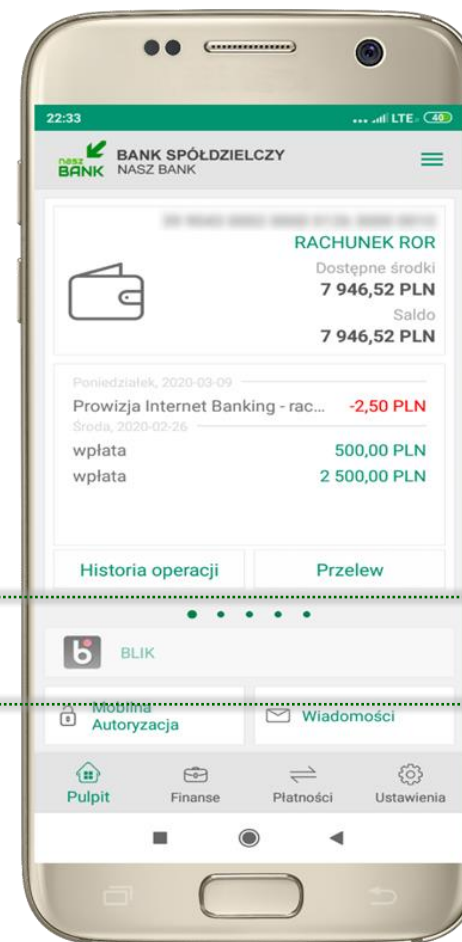 22:33
LTE
40
nasz
BANK
BANK SPÓŁDZIELCZY
NASZ BANK
RACHUNEK ROR
Dostępne środki
7 946,52 PLN
Saldo
7 946,52 PLN
Poniedziałek, 2020-03-09
Prowizja Internet Banking - rac... -2,50 PLN
Środa, 2020-02-26
wpłata 500,00 PLN
wpłata 2 500,00 PLN
Historia operacji Przelew
BLIK
Mobilna
Autoryzacja
Wiadomości
Pulpit Finanse Płatności Ustawienia